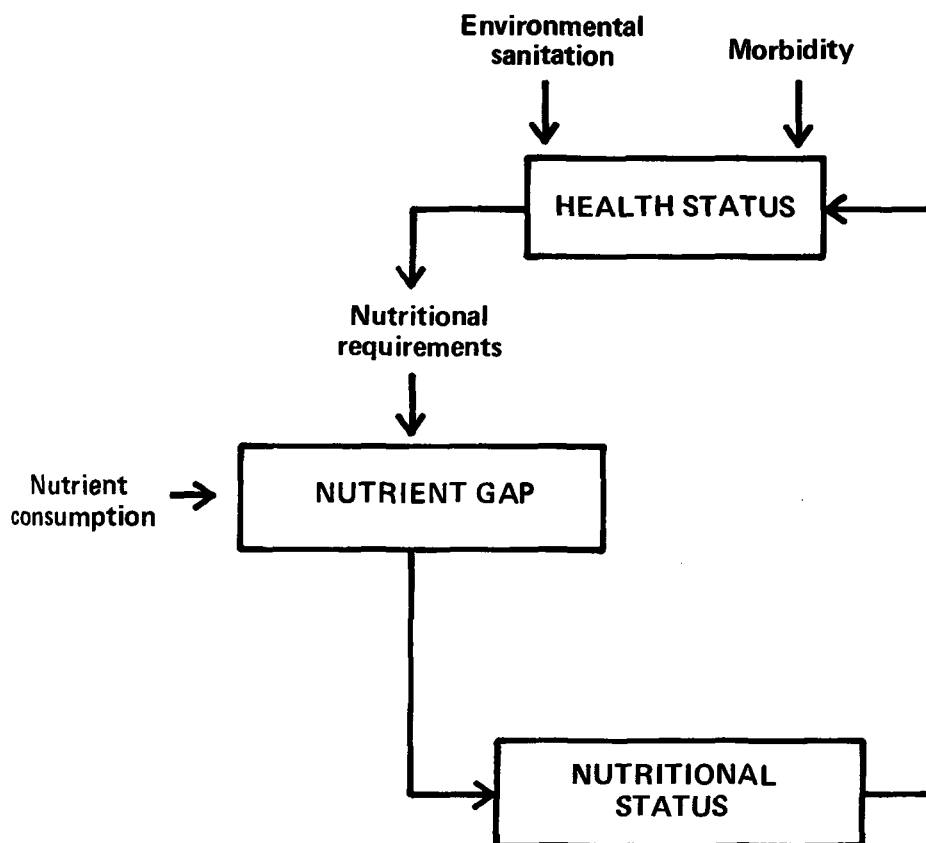 Environmental
sanitation
Morbidity
HEALTH STATUS
Nutritional
requirements
NUTRIENT GAP
Nutrient
consumption
NUTRITIONAL
STATUS